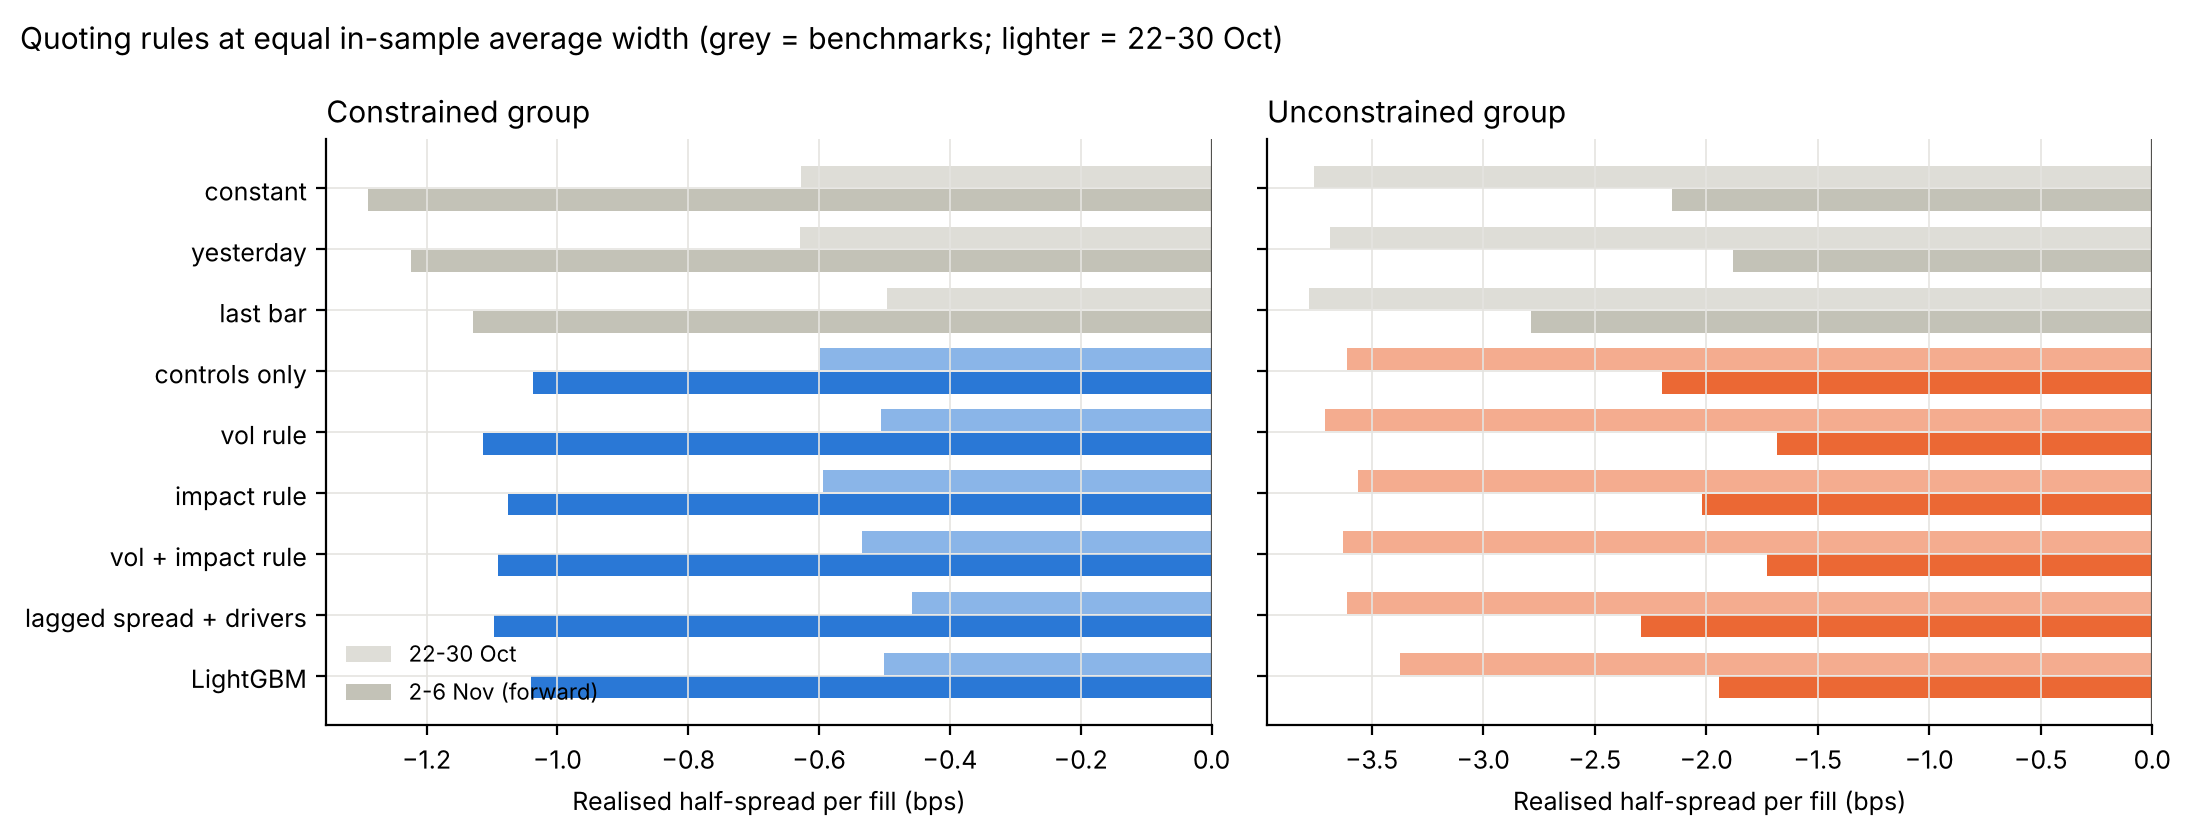 Quoting rules at equal in-sample average width (grey = benchmarks; lighter = 22-30 Oct)
Constrained group
Unconstrained group
constant
yesterday
last bar
controls only
vol rule
impact rule
vol + impact rule
lagged spread + drivers
LightGBM
22-30 Oct
2-6 Nov (forward)
−1.2 −1.0 −0.8 −0.6 −0.4 −0.2 0.0
−3.5 −3.0 −2.5 −2.0 −1.5 −1.0 −0.5 0.0
Realised half-spread per fill (bps)
Realised half-spread per fill (bps)